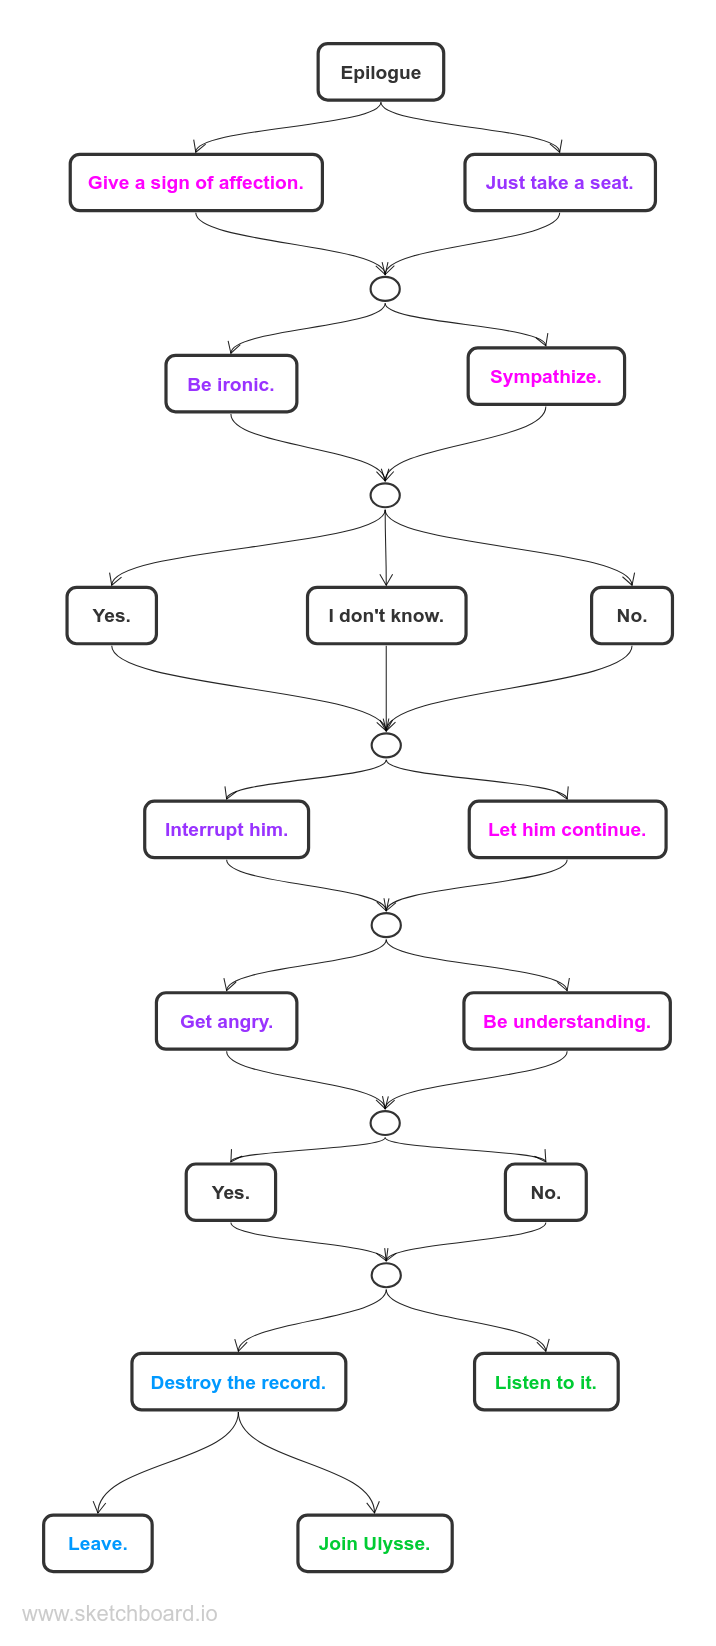 Epilogue
Give a sign of affection.
Just take a seat.
Be ironic.
Sympathize.
Yes.
I don't know.
No.
Interrupt him.
Let him continue.
Get angry.
Be understanding.
Yes.
No.
Destroy the record.
Listen to it.
Leave.
Join Ulysse.
www.sketchboard.io